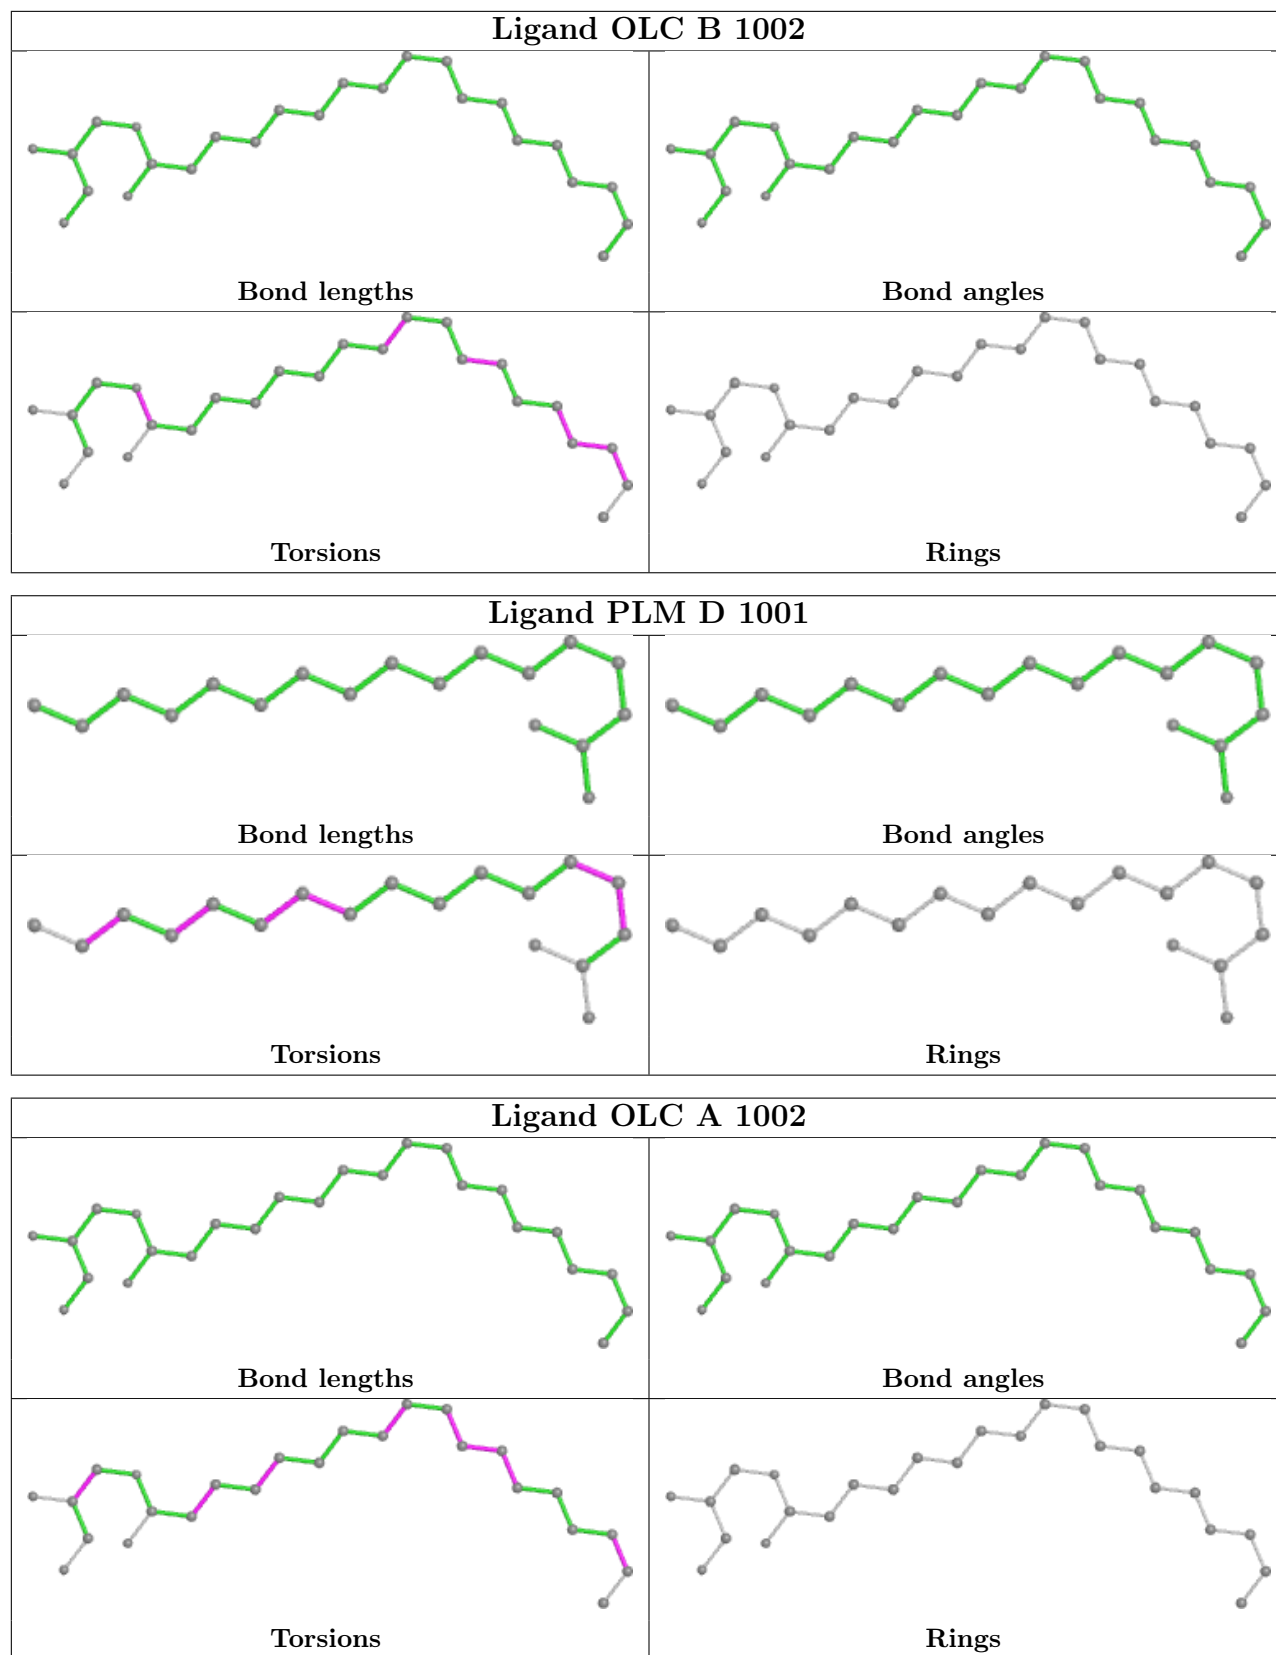 Ligand OLC B 1002
Bond lengths
Bond angles
Torsions
Rings
Ligand PLM D 1001
Bond lengths
Bond angles
Torsions
Rings
Ligand OLC A 1002
Bond lengths
Bond angles
Torsions
Rings